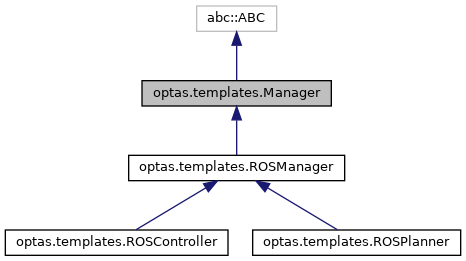 abc::ABC
optas.templates.Manager
optas.templates.ROSManager
optas.templates.ROSController
optas.templates.ROSPlanner